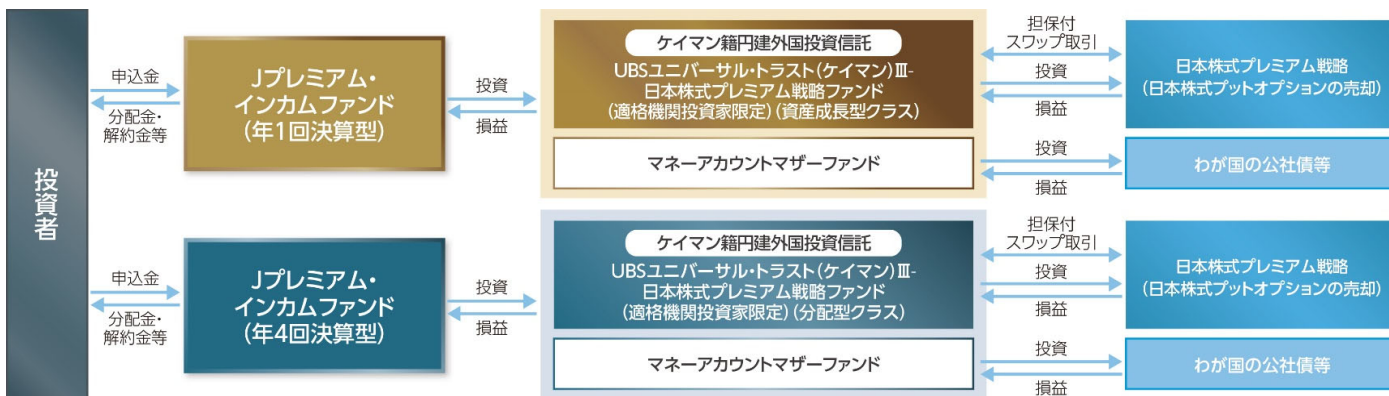 投資者
申込金
分配金・
解約金等
Jプレミアム・
インカムファンド
(年1回決算型)
投資
損益
ケイマン籍円建外国投資信託
UBSユニバーサル・トラスト(ケイマン)Ⅲ-
日本株式プレミアム戦略ファンド
(適格機関投資家限定)(資産成長型クラス)
マネーアカウントマザーファンド
担保付
スワップ取引
投資
損益
投資
損益
日本株式プレミアム戦略
(日本株式プットオプションの売却)
わが国の公社債等
申込金
分配金・
解約金等
Jプレミアム・
インカムファンド
(年4回決算型)
投資
損益
ケイマン籍円建外国投資信託
UBSユニバーサル・トラスト(ケイマン)Ⅲ-
日本株式プレミアム戦略ファンド
(適格機関投資家限定)(分配型クラス)
マネーアカウントマザーファンド
担保付
スワップ取引
投資
損益
投資
損益
日本株式プレミアム戦略
(日本株式プットオプションの売却)
わが国の公社債等